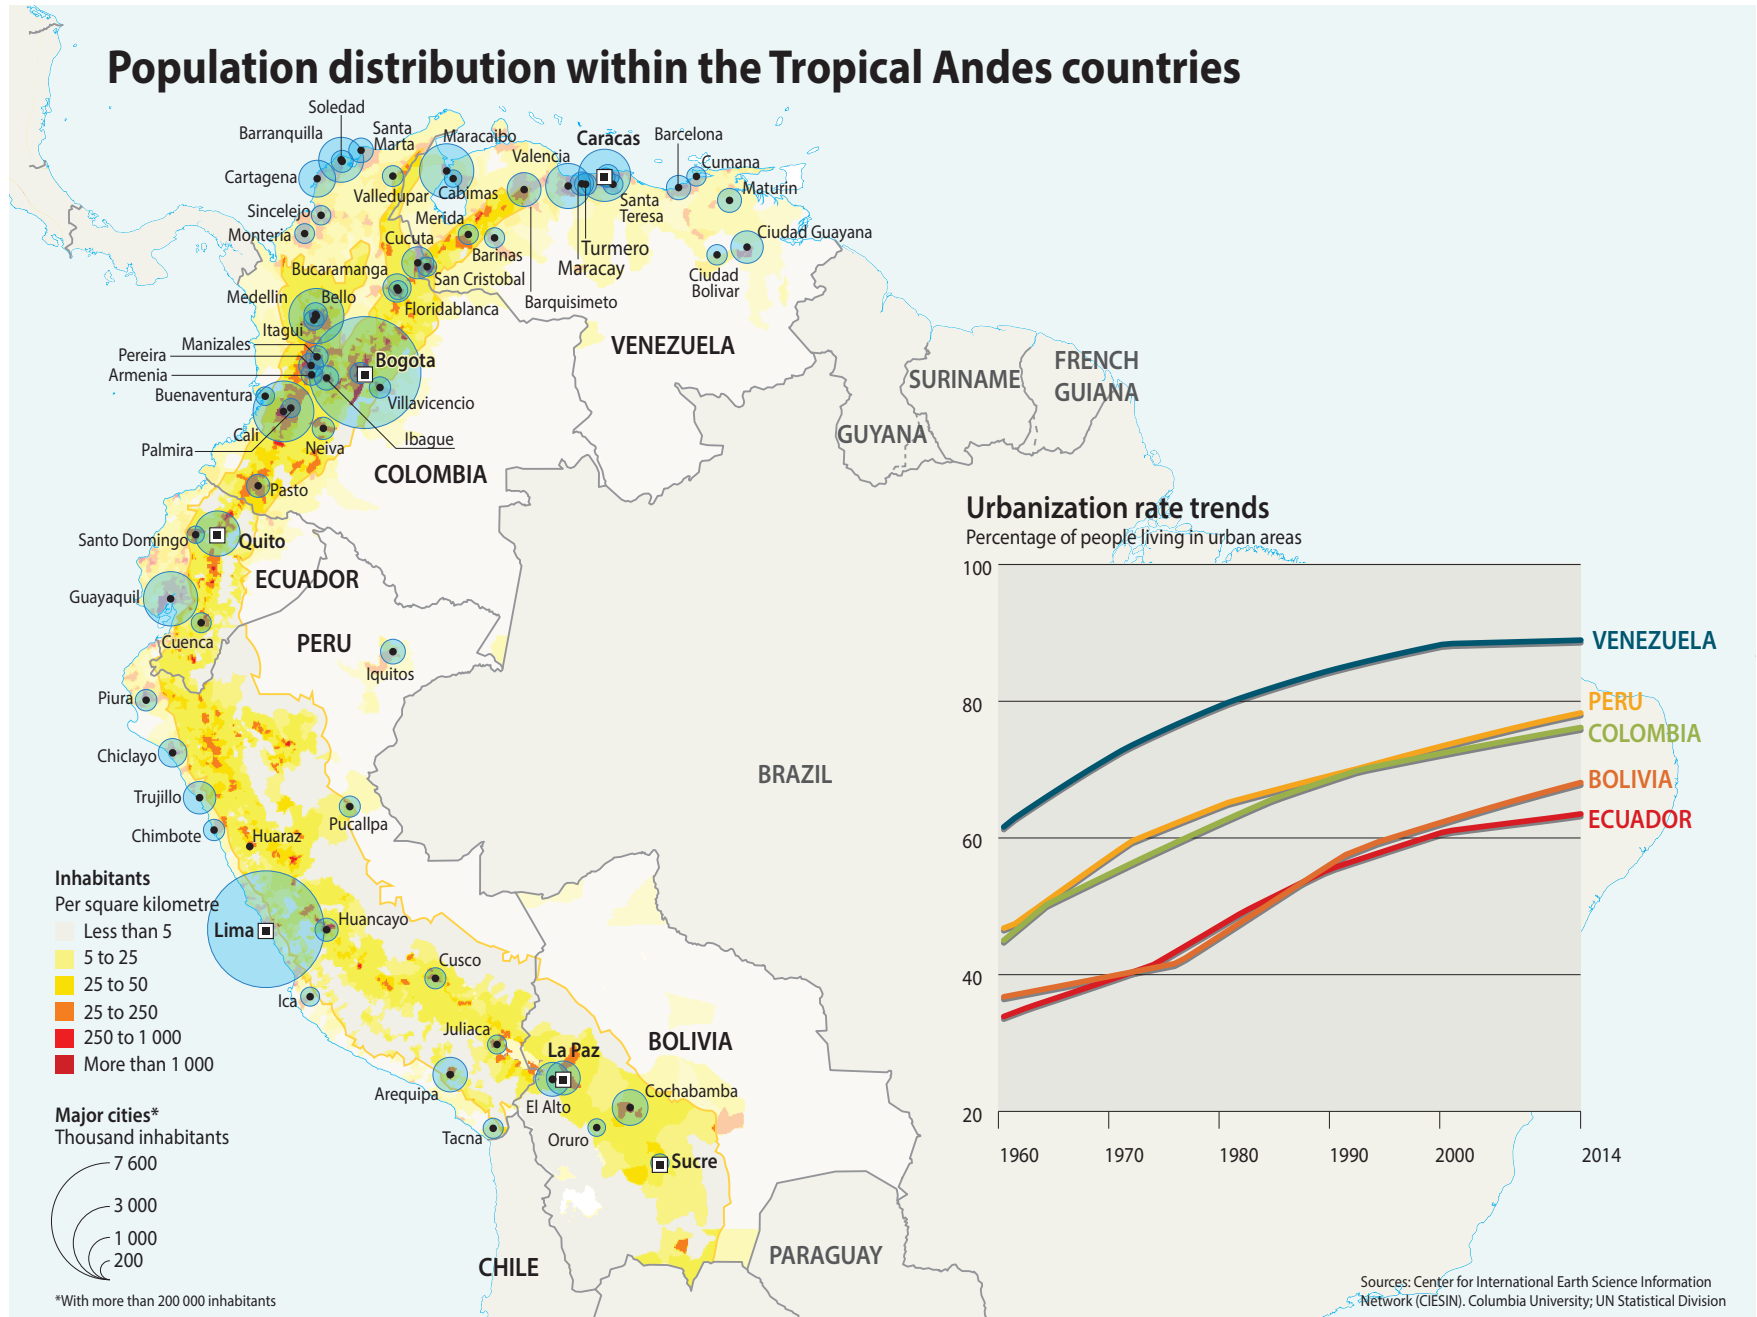 Population distribution within the Tropical Andes countries
Soledad
Barranquilla
Santa
Marta
Maracaibo
Caracas
Barcelona
Valencia
Cumana
Cartagena
Valledupar
Cabimas
Santa
Teresa
Maturin
Sincelejo
Merida
Monteria
Cucuta
Barinas
Turmero
Ciudad Guayana
Maracay
Bucaramanga
San Cristobal
Ciudad
Bolivar
Medellin
Bello
Floridablanca
Barquisimeto
Itagui
Manizales
VENEZUELA
Pereira
Bogota
FRENCH
GUIANA
Armenia
SURINAME
Buenaventura
Villavicencio
Cali
Ibague
GUYANA
Palmira
Neiva
COLOMBIA
Pasto
Santo Domingo
Quito
ECUADOR
Guayaquil
Cuenca
PERU
Iquitos
Piura
Chiclayo
BRAZIL
Trujillo
Pucallpa
Chimbote
Huaraz
Lima
Huancayo
Cusco
Ica
Juliaca
La Paz
BOLIVIA
Arequipa
El Alto
Cochabamba
Tacna
Oruro
Sucre
CHILE
PARAGUAY
Inhabitants
Per square kilometre
Less than 5
5 to 25
25 to 50
25 to 250
250 to 1 000
More than 1 000
Major cities*
Thousand inhabitants
7 600
3 000
1 000
200
*With more than 200 000 inhabitants
Urbanization rate trends
Percentage of people living in urban areas
100
80
60
40
20
VENEZUELA
PERU
COLOMBIA
BOLIVIA
ECUADOR
1960
1970
1980
1990
2000
2014
Sources: Center for International Earth Science Information
Network (CIESIN). Columbia University; UN Statistical Division